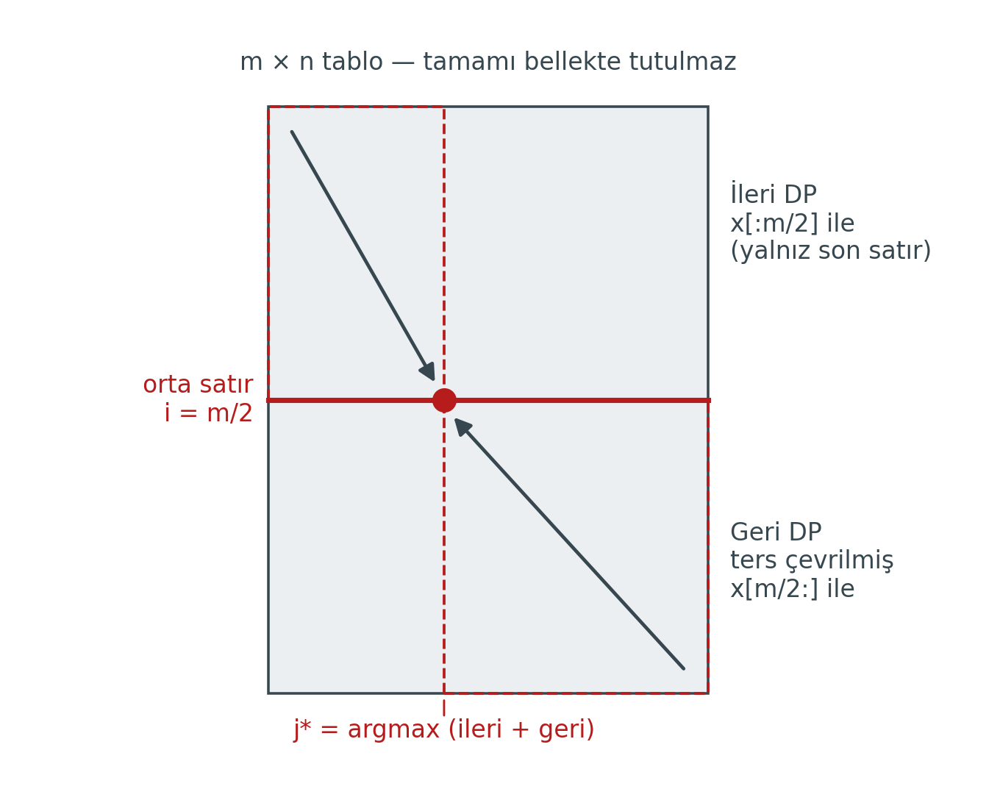 m × n tablo — tamamı bellekte tutulmaz
İleri DP
x[:m/2] ile
(yalnız son satır)
orta satır
i = m/2
Geri DP
ters çevrilmiş
x[m/2:] ile
j* = argmax (ileri + geri)